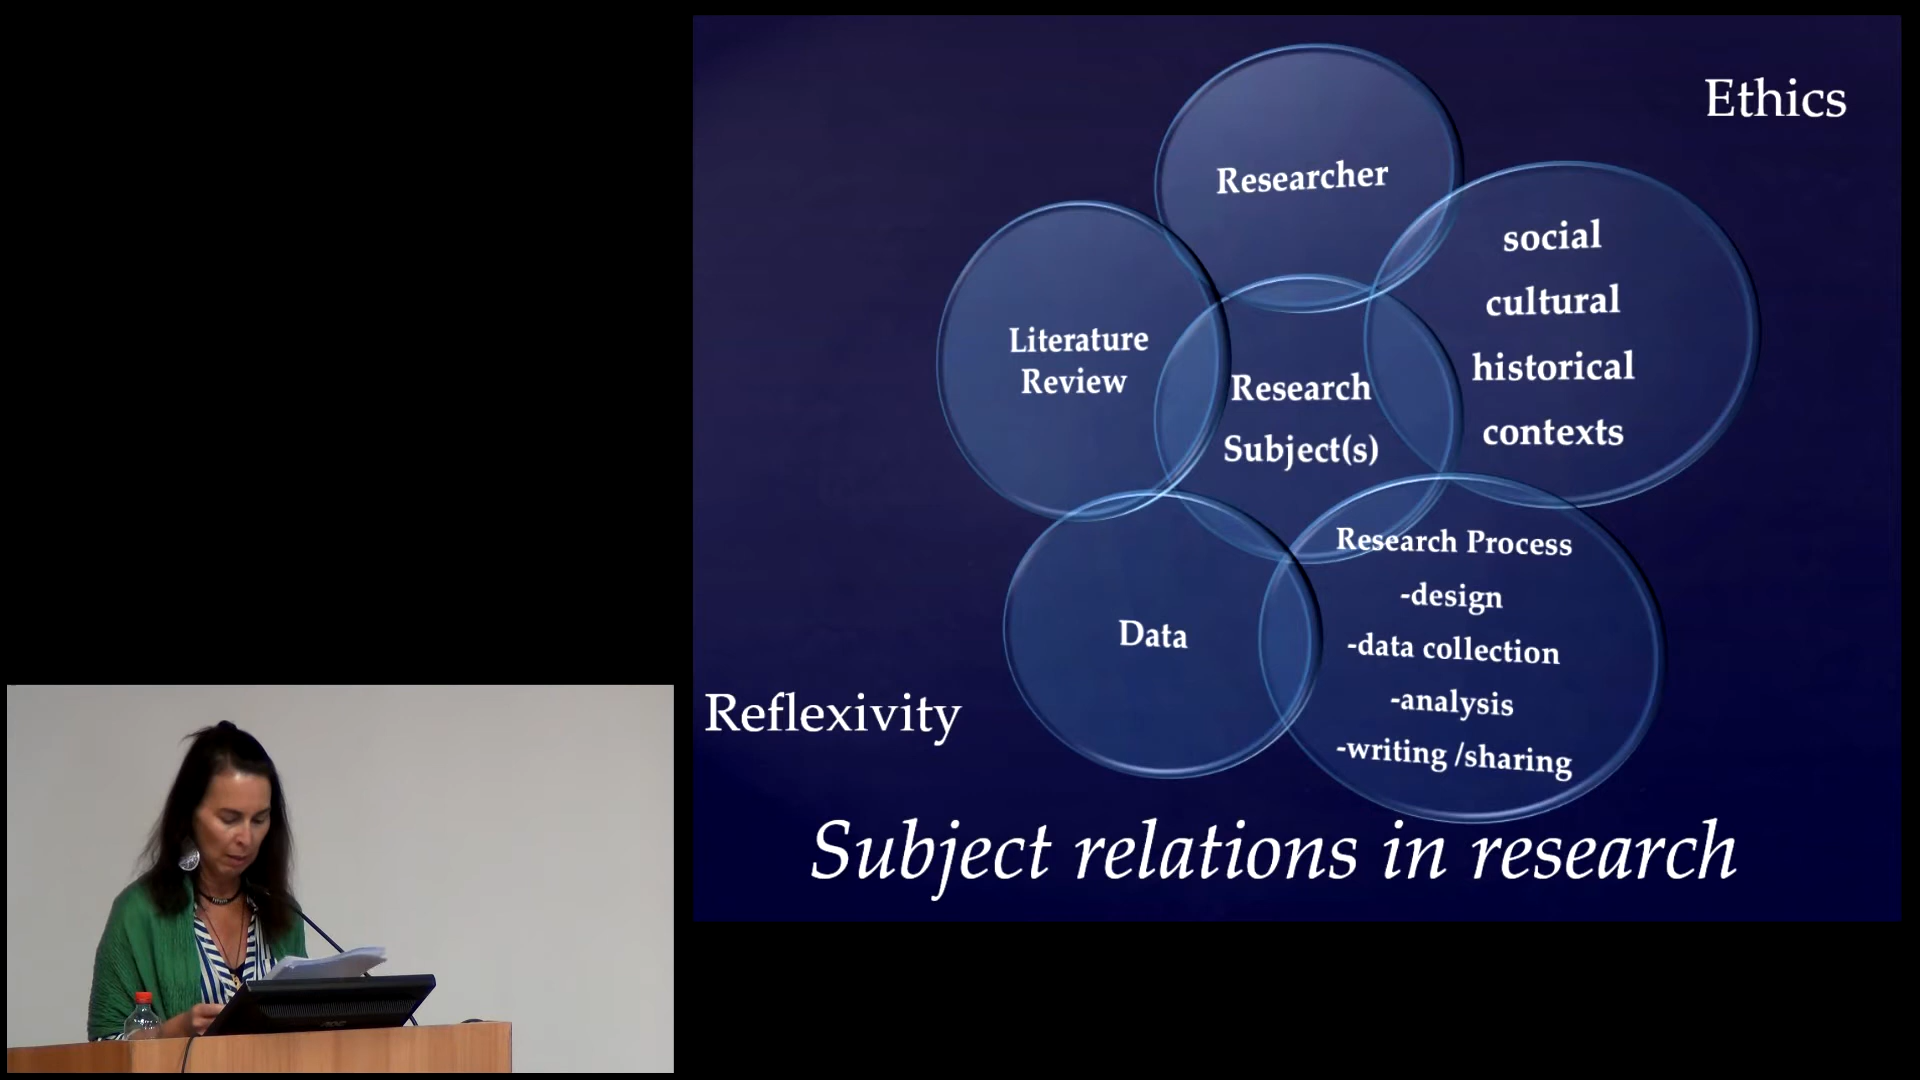 Ethics
Researcher
social
cultural
historical
contexts
Literature
Review
Research
Subject(s)
Research Process
-design
-data collection
-analysis
-writing /sharing
Data
Reflexivity
Subject relations in research